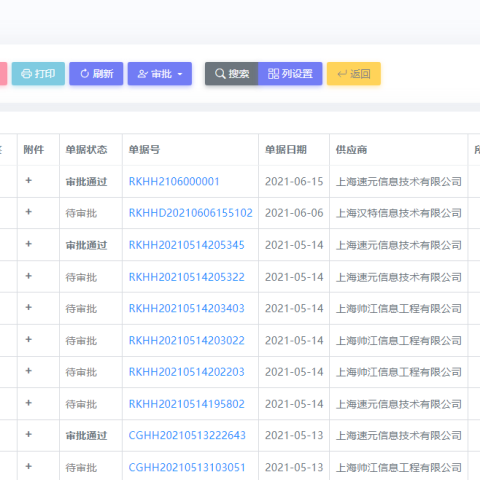 打印 刷新 审批 搜索 列设置 返回
附件 单据状态 单据号 单据日期 供应商
+ 审批通过 RKHH2106000001 2021-06-15 上海速元信息技术有限公司
+ 待审批 RKHHD20210606155102 2021-06-06 上海汉特信息技术有限公司
+ 审批通过 RKHH20210514205345 2021-05-14 上海速元信息技术有限公司
+ 待审批 RKHH20210514205322 2021-05-14 上海速元信息技术有限公司
+ 待审批 RKHH20210514203403 2021-05-14 上海帅江信息工程有限公司
+ 待审批 RKHH20210514203022 2021-05-14 上海帅江信息工程有限公司
+ 待审批 RKHH20210514202203 2021-05-14 上海帅江信息工程有限公司
+ 待审批 RKHH20210514195802 2021-05-14 上海速元信息技术有限公司
+ 审批通过 CGHH20210513222643 2021-05-13 上海速元信息技术有限公司
+ 待审批 CGHH20210513103051 2021-05-13 上海帅江信息工程有限公司